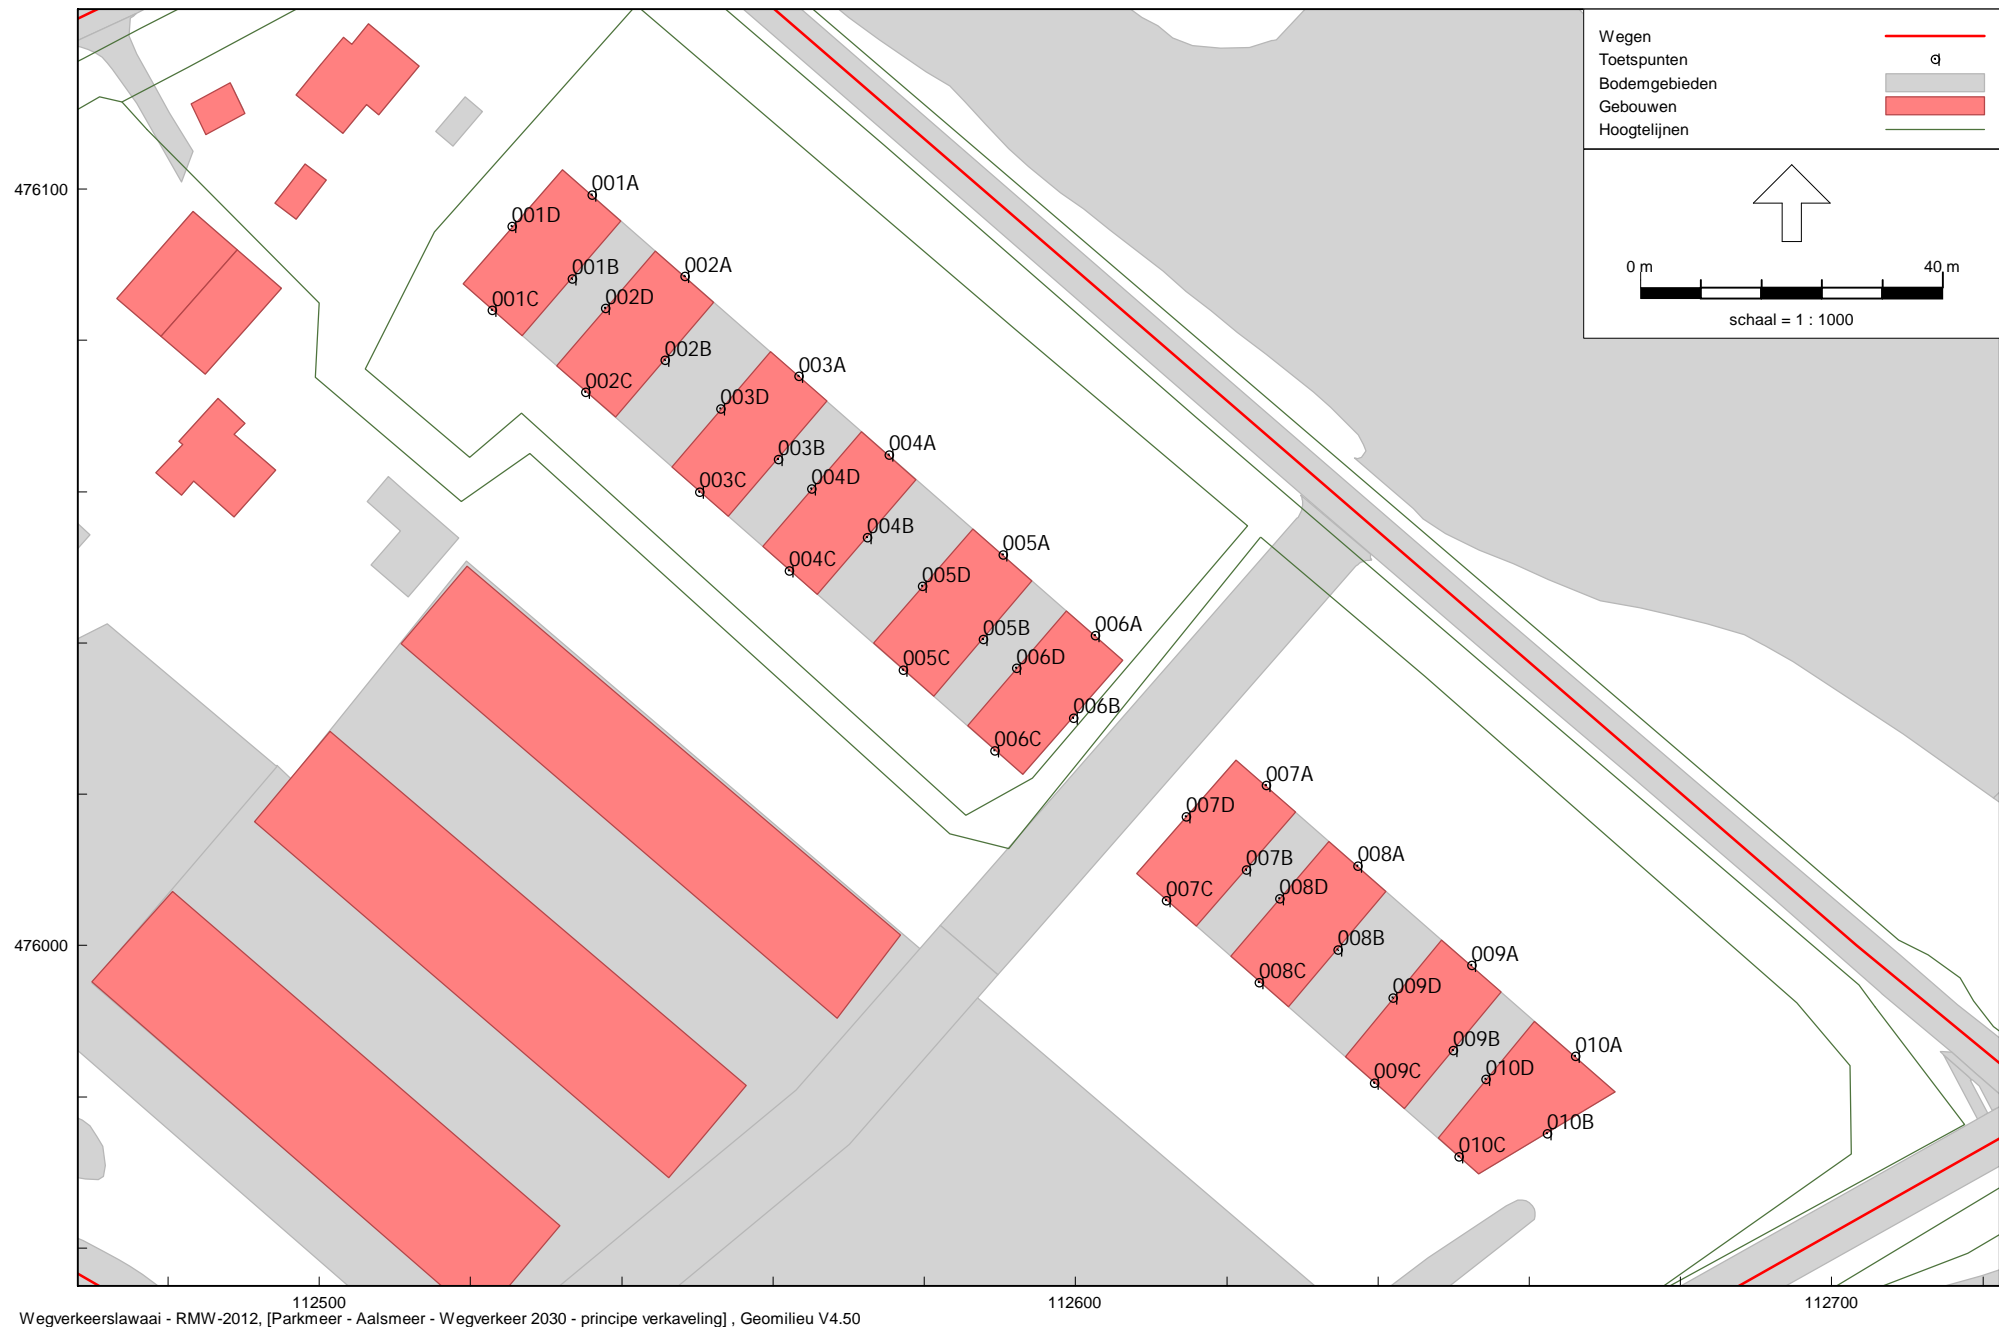 Wegen
Toetspunten
Bodemgebieden
Gebouwen
Hoogtelijnen
0 m
40 m
schaal = 1 : 1000
476100
476000
001A
001D
001B
001C
002A
002D
002B
002C
003A
003D
003B
003C
004A
004D
004B
004C
005A
005D
005B
005C
006A
006D
006B
006C
007A
007D
007B
007C
008A
008D
008B
008C
009A
009D
009B
009C
010A
010D
010B
010C
112500
112600
112700
Wegverkeerslawaai - RMW-2012, [Parkmeer - Aalsmeer - Wegverkeer 2030 - principe verkaveling] , Geomilieu V4.50